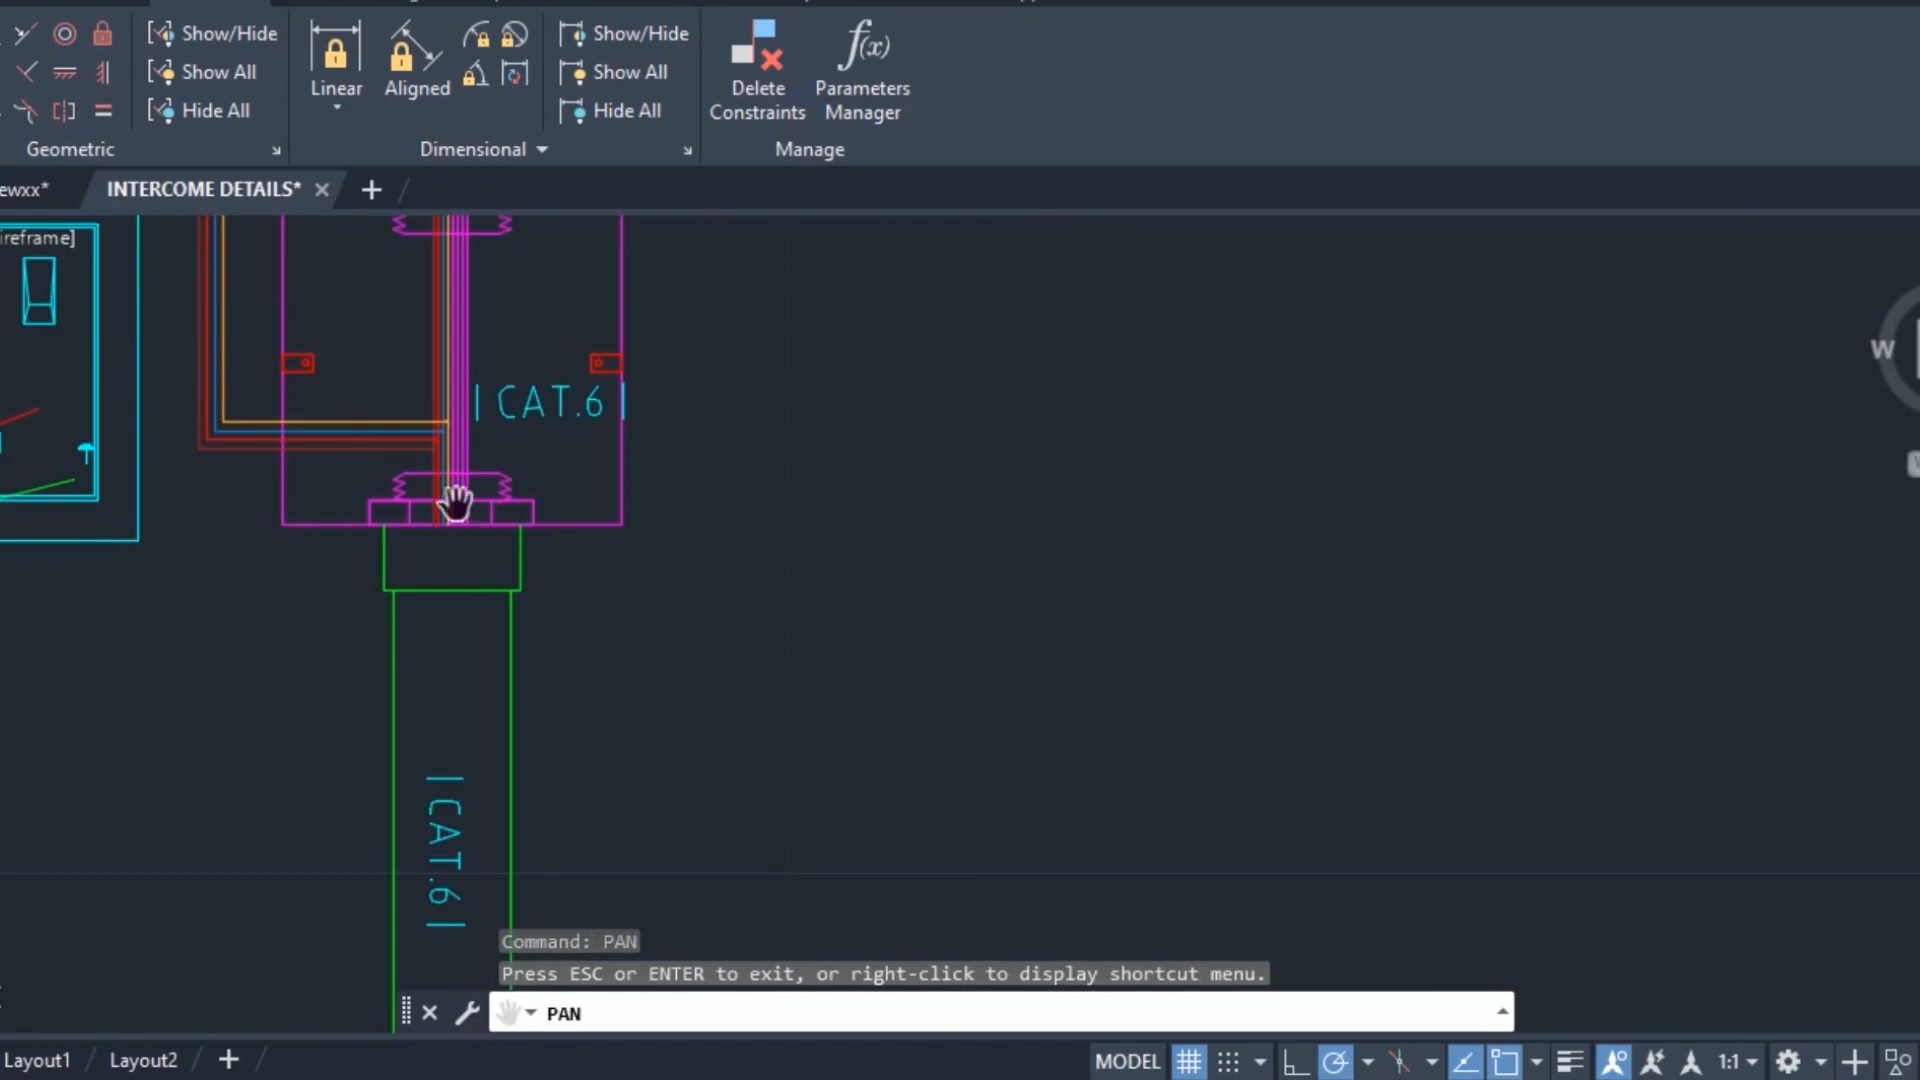 Show/Hide
Show All
Hide All
Geometric
Linear
Aligned
Show/Hide
Show All
Hide All
Dimensional
Delete
Constraints
Parameters
Manager
Manage
f(x)
ewxx*
INTERCOME DETAILS*
ireframe]
W
| CAT.6 |
| CAT.6 |
Command: PAN
Press ESC or ENTER to exit, or right-click to display shortcut menu.
PAN
Layout1
Layout2
MODEL
1:1